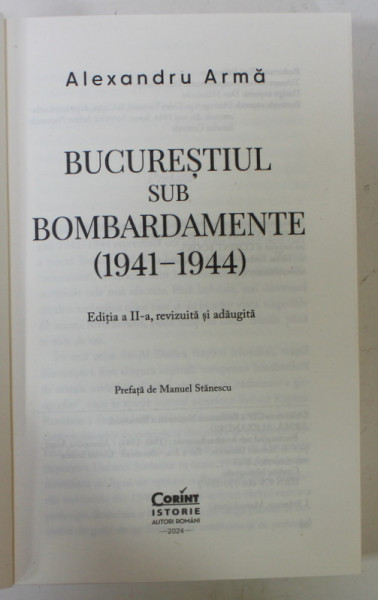 Alexandru Armă
BUCUREȘTIUL
SUB
BOMBARDAMENTE
(1941–1944)
Ediția a II-a, revizuită și adăugită
Prefață de Manuel Stănescu
CORINT
ISTORIE
AUTORI ROMÂNI
—2024—